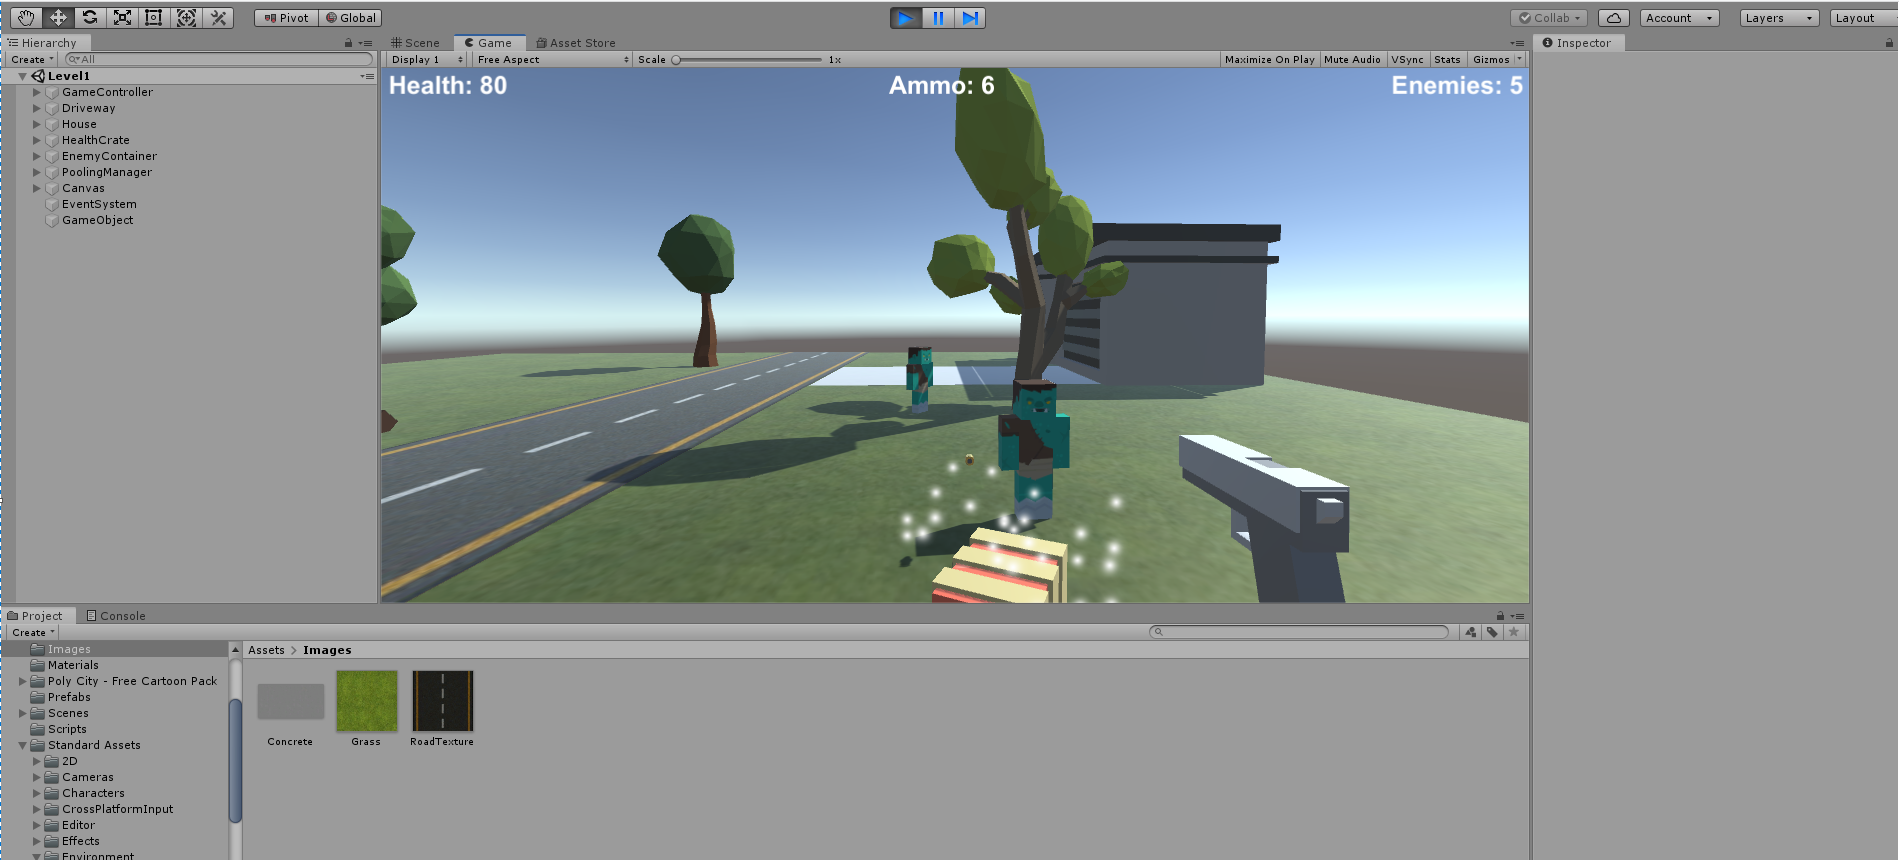 Pivot Global Collab Account Layers Layout
Hierarchy Scene Game Asset Store Inspector
Create All Display 1 Free Aspect Scale 1x Maximize On Play Mute Audio VSync Stats Gizmos
Level1
Health: 80 Ammo: 6 Enemies: 5
GameController
Driveway
House
HealthCrate
EnemyContainer
PoolingManager
Canvas
EventSystem
GameObject
Project Console
Create
Images
Assets > Images
Materials
Poly City - Free Cartoon Pack
Prefabs
Scenes
Scripts
Standard Assets
Concrete Grass RoadTexture
2D
Cameras
Characters
CrossPlatformInput
Editor
Effects
Environment